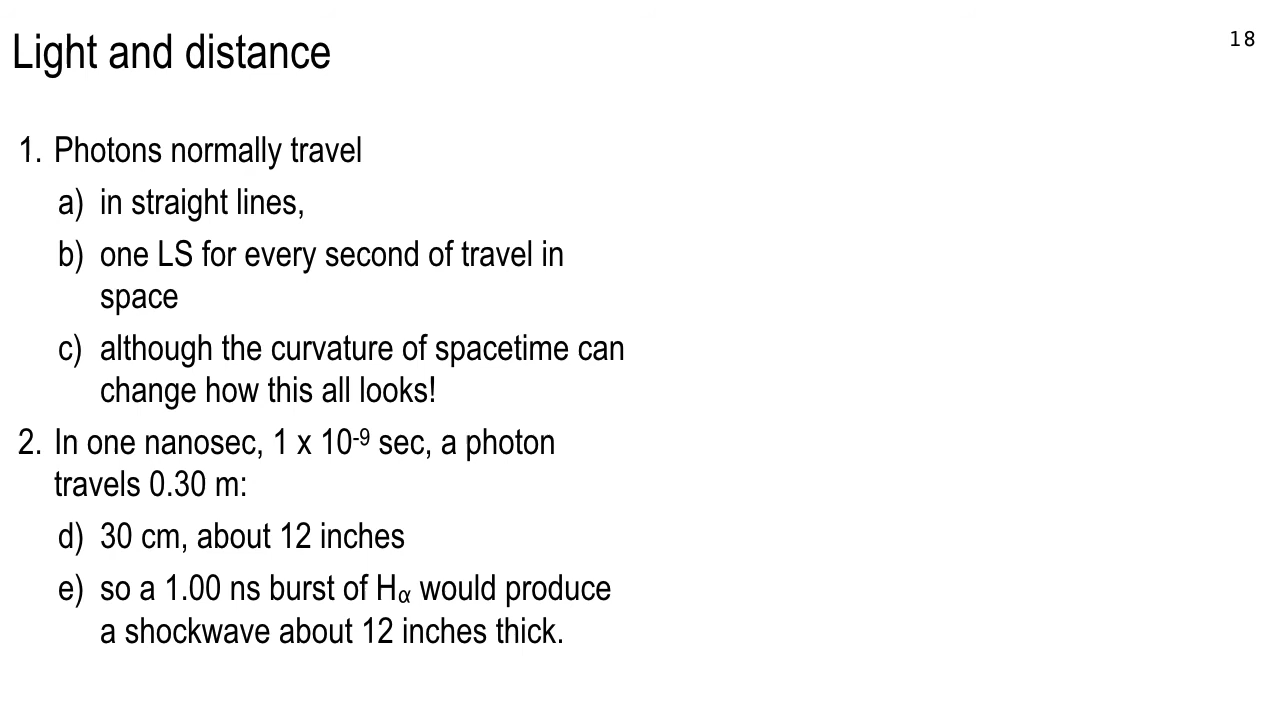 Light and distance
18
1. Photons normally travel
a) in straight lines,
b) one LS for every second of travel in
space
c) although the curvature of spacetime can
change how this all looks!
2. In one nanosec, 1 x 10⁻⁹ sec, a photon
travels 0.30 m:
d) 30 cm, about 12 inches
e) so a 1.00 ns burst of Hα would produce
a shockwave about 12 inches thick.